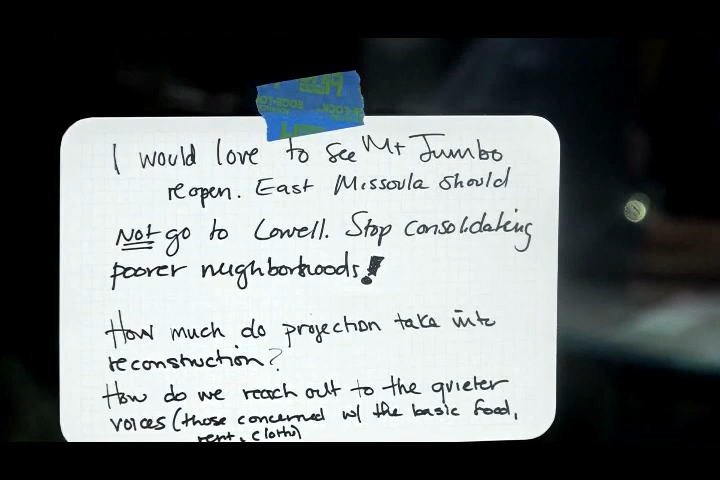 I would love to see Mt Jumbo
reopen. East Missoula should
not go to Lowell. Stop consolidating
poorer neighborhoods!
How much do projection take into
reconstruction?
How do we reach out to the quieter
voices (those concerned w/ the basic food,
rent, cloths)